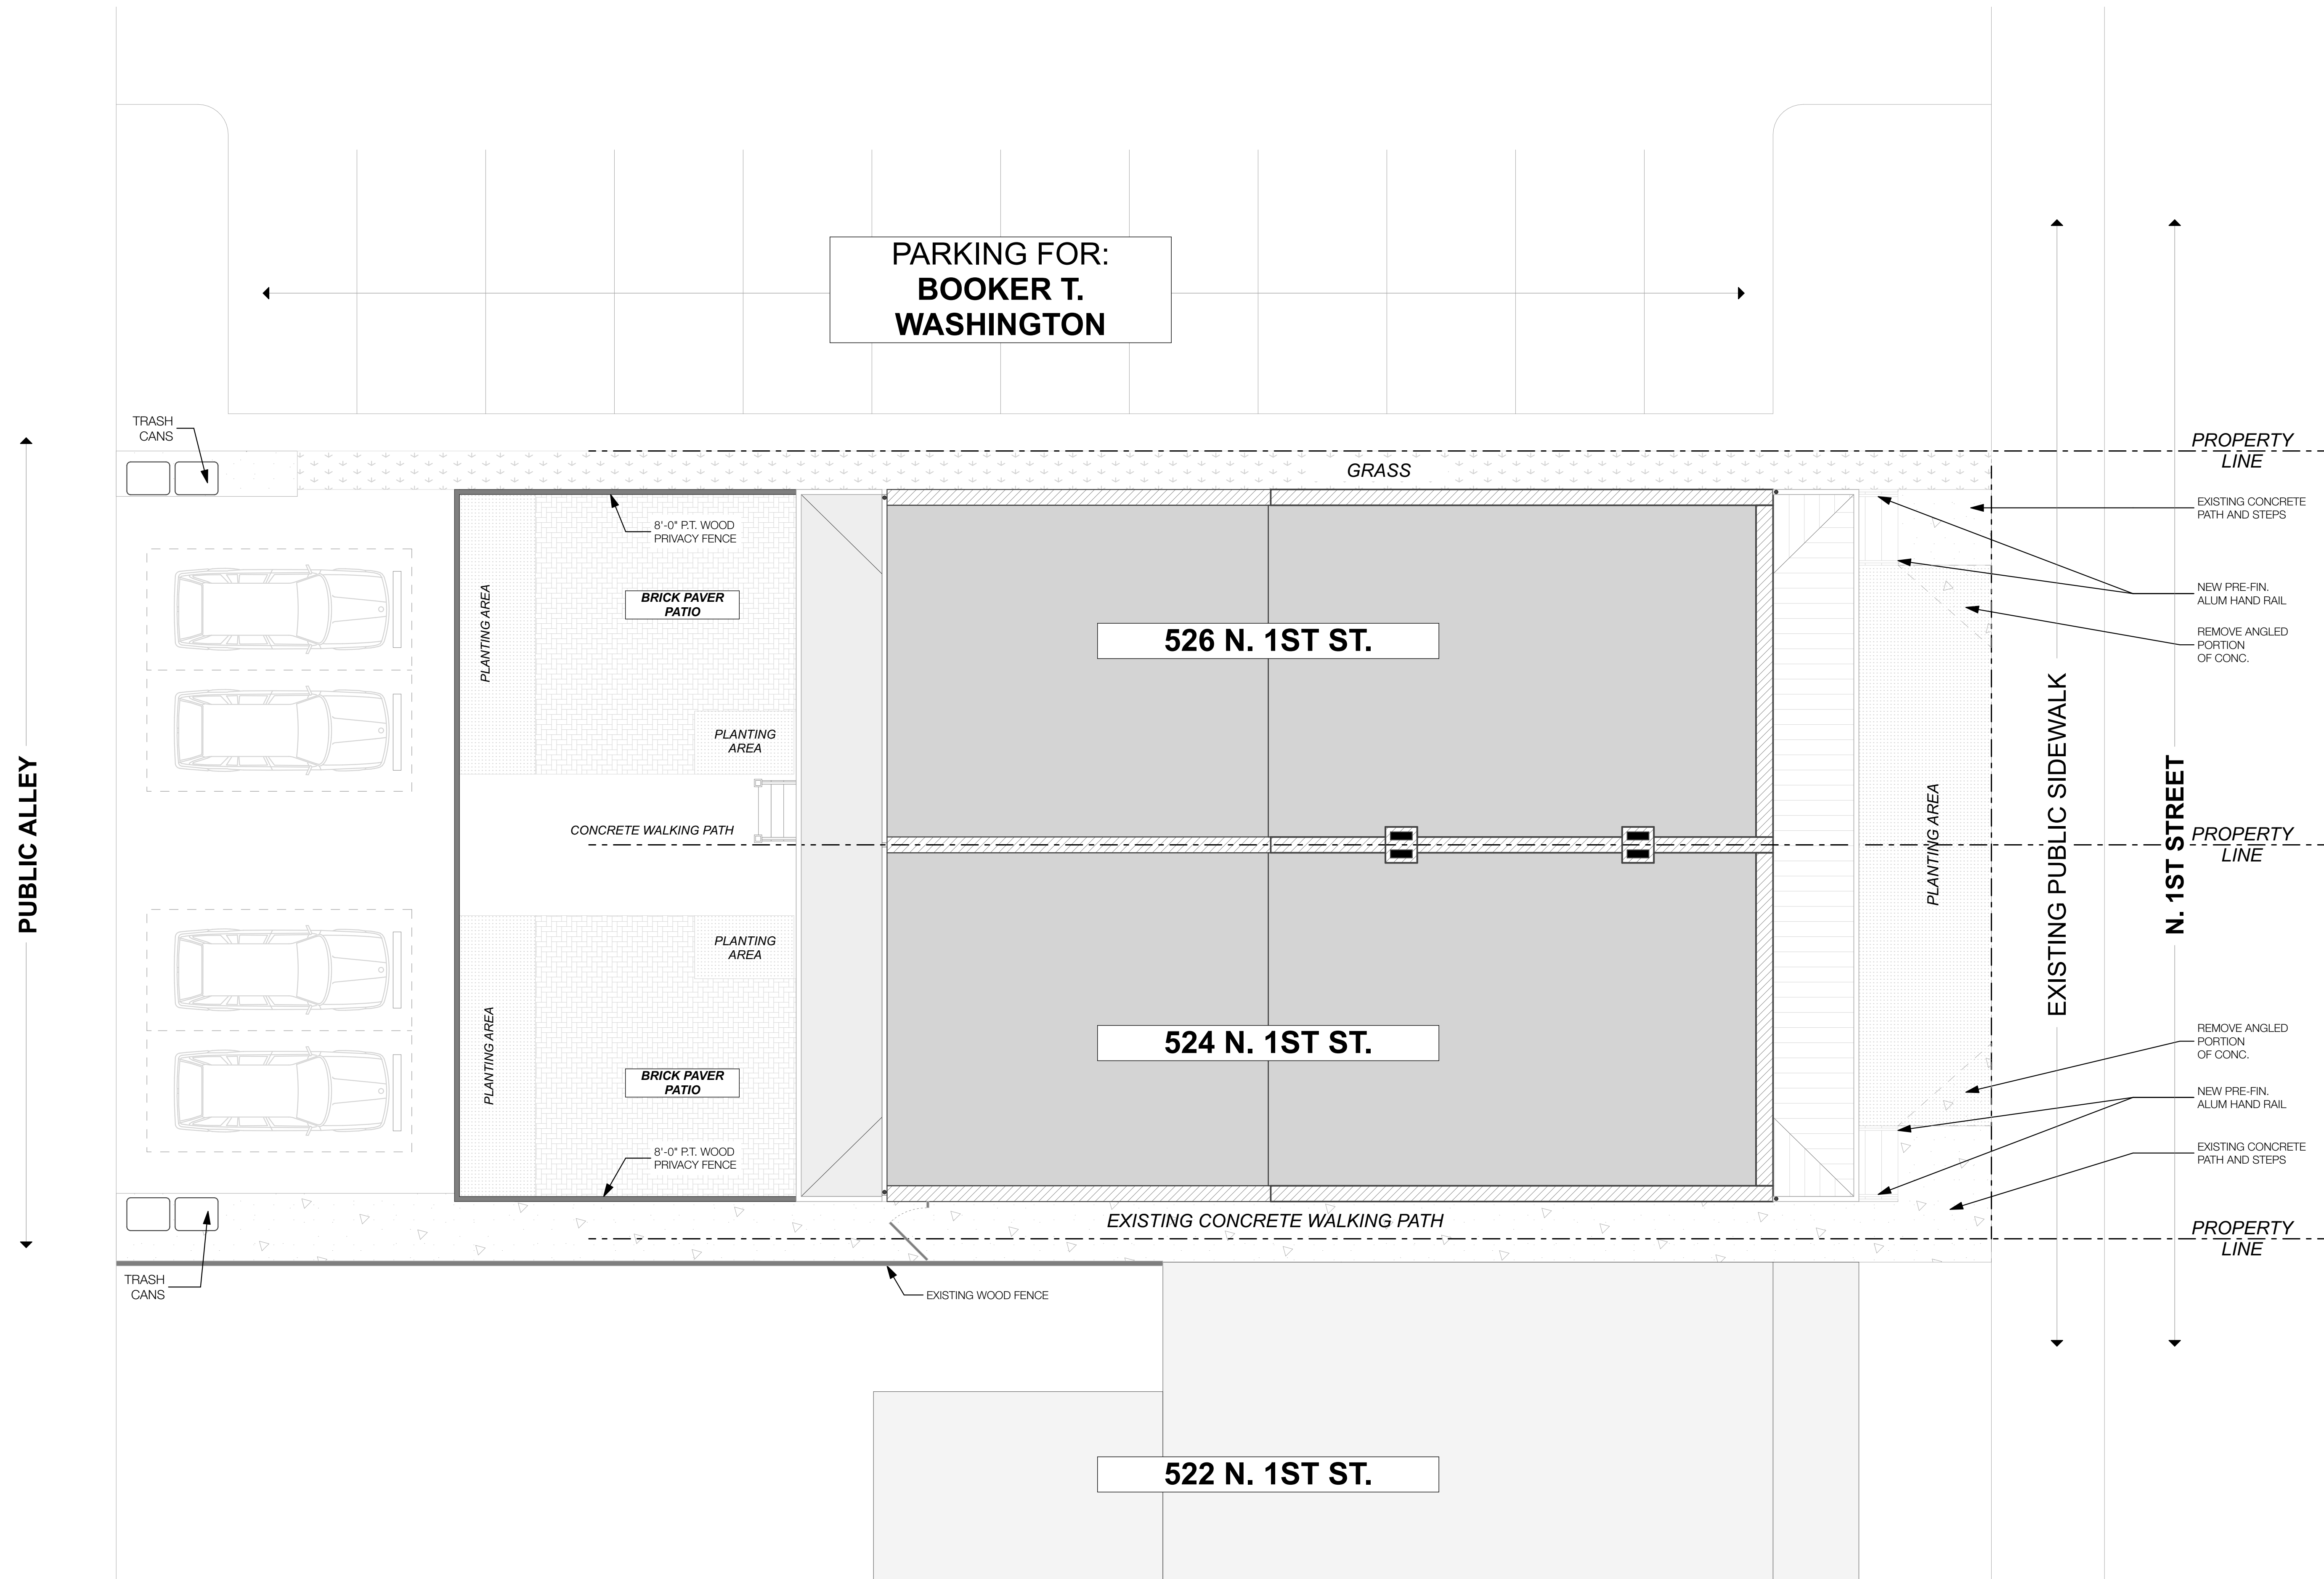 PARKING FOR:
BOOKER T.
WASHINGTON
TRASH
CANS
PROPERTY
LINE
GRASS
EXISTING CONCRETE
PATH AND STEPS
8'-0" P.T. WOOD
PRIVACY FENCE
NEW PRE-FIN.
ALUM HAND RAIL
BRICK PAVER
PATIO
PLANTING AREA
526 N. 1ST ST.
REMOVE ANGLED
PORTION
OF CONC.
PLANTING
AREA
CONCRETE WALKING PATH
PUBLIC ALLEY
PLANTING AREA
EXISTING PUBLIC SIDEWALK
N. 1ST STREET
PROPERTY
LINE
PLANTING
AREA
524 N. 1ST ST.
REMOVE ANGLED
PORTION
OF CONC.
PLANTING AREA
BRICK PAVER
PATIO
NEW PRE-FIN.
ALUM HAND RAIL
8'-0" P.T. WOOD
PRIVACY FENCE
EXISTING CONCRETE
PATH AND STEPS
EXISTING CONCRETE WALKING PATH
PROPERTY
LINE
TRASH
CANS
EXISTING WOOD FENCE
522 N. 1ST ST.